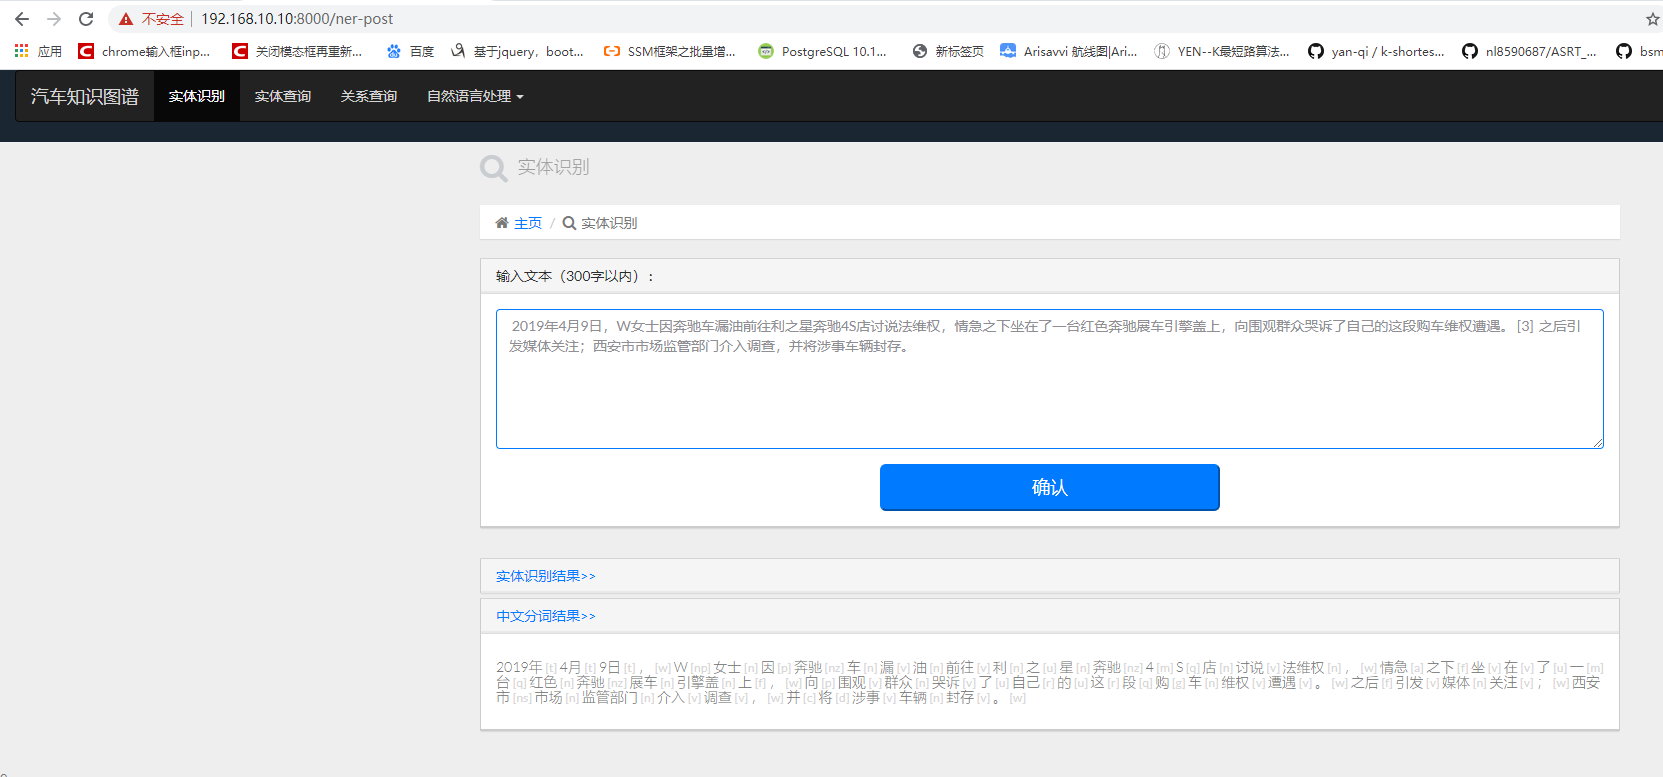 不安全 192.168.10.10:8000/ner-post
应用 chrome输入框inp... 关闭模态框再重新... 百度 基于jquery，boot... SSM框架之批量增... PostgreSQL 10.1... 新标签页 Arisavvi 航线图|Ari... YEN--K最短路算法... yan-qi / k-shortes... nl8590687/ASRT_... bsm
汽车知识图谱 实体识别 实体查询 关系查询 自然语言处理
实体识别
主页 / 实体识别
输入文本（300字以内）：
2019年4月9日，W女士因奔驰车漏油前往利之星奔驰4S店讨说法维权，情急之下坐在了一台红色奔驰展车引擎盖上，向围观群众哭诉了自己的这段购车维权遭遇。 [3] 之后引
发媒体关注；西安市市场监管部门介入调查，并将涉事车辆封存。
确认
实体识别结果>>
中文分词结果>>
2019年 [t] 4月 [t] 9日 [t] ， [w] W [np] 女士 [n] 因 [p] 奔驰 [nz] 车 [n] 漏 [v] 油 [n] 前往 [v] 利 [n] 之 [u] 星 [n] 奔驰 [nz] 4 [m] S [q] 店 [n] 讨说 [v] 法维权 [n] ， [w] 情急 [a] 之下 [f] 坐 [v] 在 [v] 了 [u] 一 [m]
台 [q] 红色 [n] 奔驰 [nz] 展车 [n] 引擎盖 [n] 上 [f] ， [w] 向 [p] 围观 [v] 群众 [n] 哭诉 [v] 了 [u] 自己 [r] 的 [u] 这 [r] 段 [q] 购 [g] 车 [n] 维权 [v] 遭遇 [v] 。 [w] 之后 [f] 引发 [v] 媒体 [n] 关注 [v] ； [w] 西安
市 [ns] 市场 [n] 监管部门 [n] 介入 [v] 调查 [v] ， [w] 并 [c] 将 [d] 涉事 [v] 车辆 [n] 封存 [v] 。 [w]